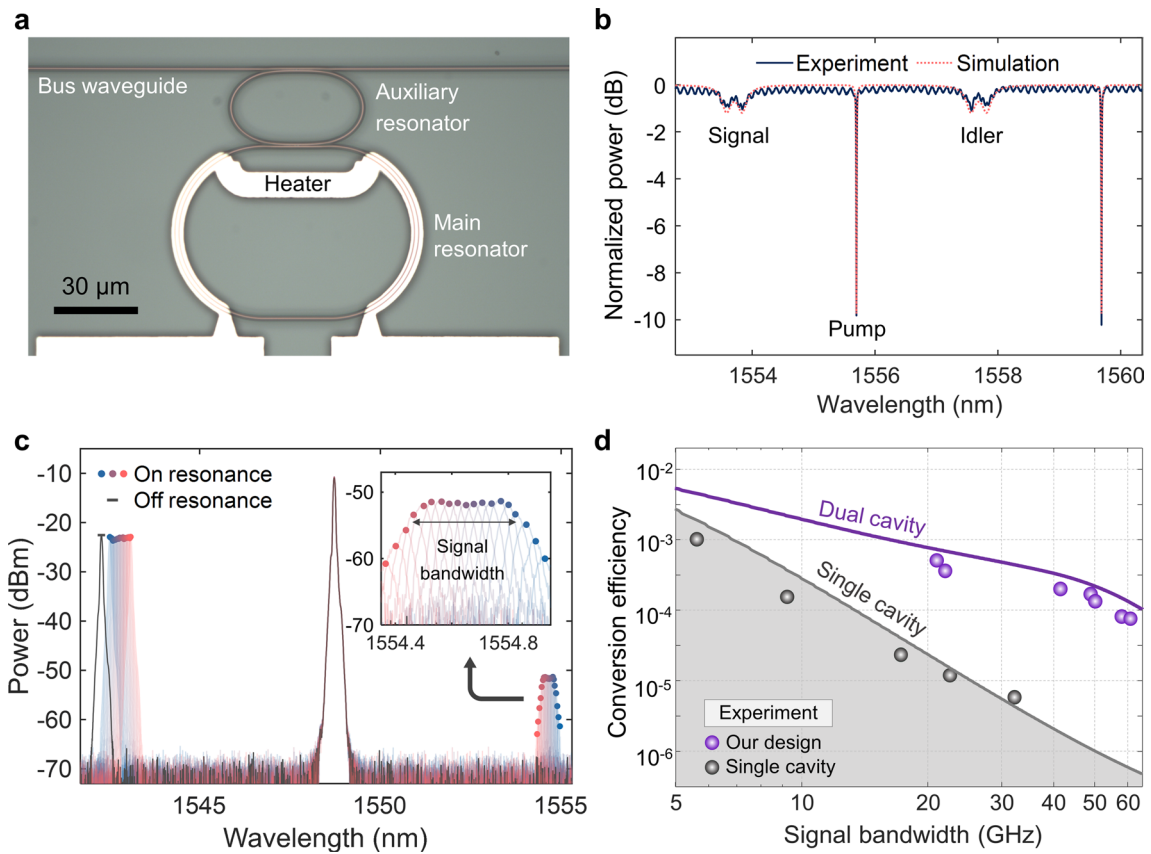 a
Bus waveguide
Auxiliary
resonator
Heater
Main
resonator
30 μm
b
Experiment
Simulation
Signal
Idler
Pump
0
-2
-4
-6
-8
-10
Normalized power (dB)
1554
1556
1558
1560
Wavelength (nm)
c
On resonance
Off resonance
-10
-20
-30
-40
-50
-60
-70
Power (dBm)
1545
1550
1555
Wavelength (nm)
-50
-60
-70
Signal
bandwidth
1554.4
1554.8
d
Dual cavity
Single cavity
10-2
10-3
10-4
10-5
10-6
Conversion efficiency
Experiment
Our design
Single cavity
5
10
20
30
40
50
60
Signal bandwidth (GHz)